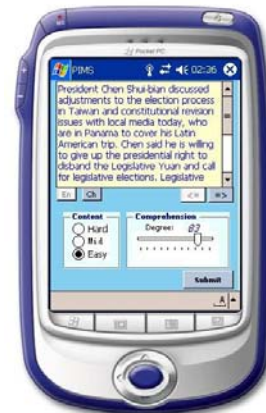 Pocket PC
PIMS 02:36
President Chen Shui-bian discussed
adjustments to the election process
in Taiwan and constitutional revision
issues with local media today, who
are in Panama to cover his Latin
American trip. Chen said he is willing
to give up the presidential right to
disband the Legislative Yuan and call
for legislative elections. Legislative
En Ch
Content Comprehension
Hard Degree: 83
Mid
Easy
Submit
A